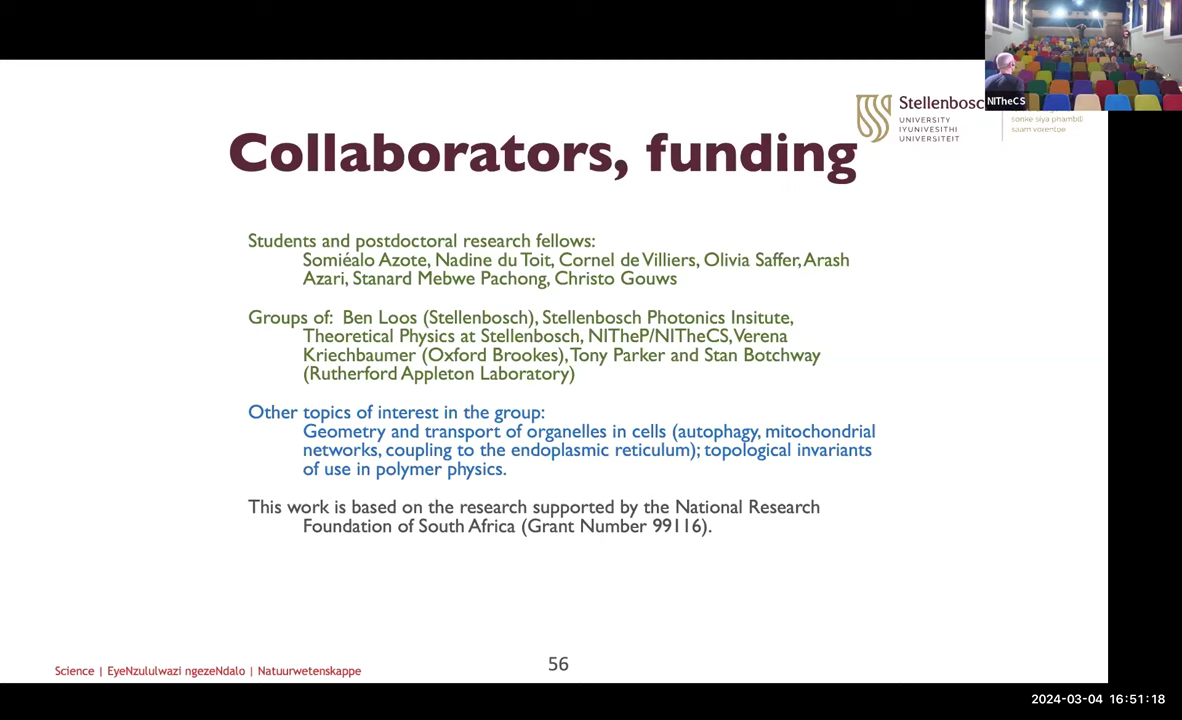 NITheCS
Stellenbosc
UNIVERSITY
IYUNIVESITHI
UNIVERSITEIT
sonke siya phambili
saam vorentoe
Collaborators, funding
Students and postdoctoral research fellows:
Somiéalo Azote, Nadine du Toit, Cornel de Villiers, Olivia Saffer, Arash
Azari, Stanard Mebwe Pachong, Christo Gouws
Groups of: Ben Loos (Stellenbosch), Stellenbosch Photonics Insitute,
Theoretical Physics at Stellenbosch, NITheP/NITheCS, Verena
Kriechbaumer (Oxford Brookes), Tony Parker and Stan Botchway
(Rutherford Appleton Laboratory)
Other topics of interest in the group:
Geometry and transport of organelles in cells (autophagy, mitochondrial
networks, coupling to the endoplasmic reticulum); topological invariants
of use in polymer physics.
This work is based on the research supported by the National Research
Foundation of South Africa (Grant Number 99116).
Science | EyeNzululwazi ngezeNdalo | Natuurwetenskappe
56
2024-03-04 16:51:18